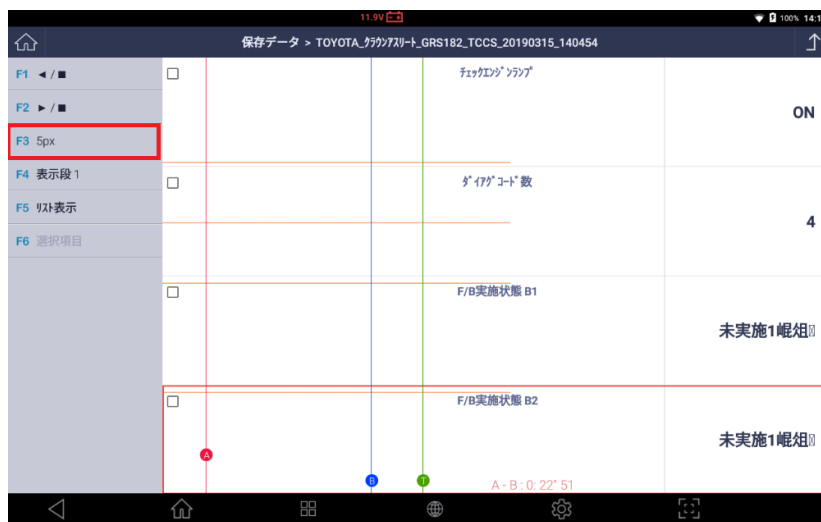 11.9V
100% 14:1
保存データ > TOYOTA_ｸﾗｳﾝｱｽﾘｰﾄ_GRS182_TCCS_20190315_140454
F1 ◄/■
F2 ►/■
F3 5px
F4 表示段 1
F5 ﾘｽﾄ表示
F6 選択項目
ﾁｪｯｸｴﾝｼﾞﾝﾗﾝﾌﾟ
ON
ﾀﾞｲｱｸﾞｺｰﾄﾞ数
4
F/B実施状態 B1
未実施1崐俎
F/B実施状態 B2
未実施1崐俎
A
B
T
A - B : 0: 22" 51